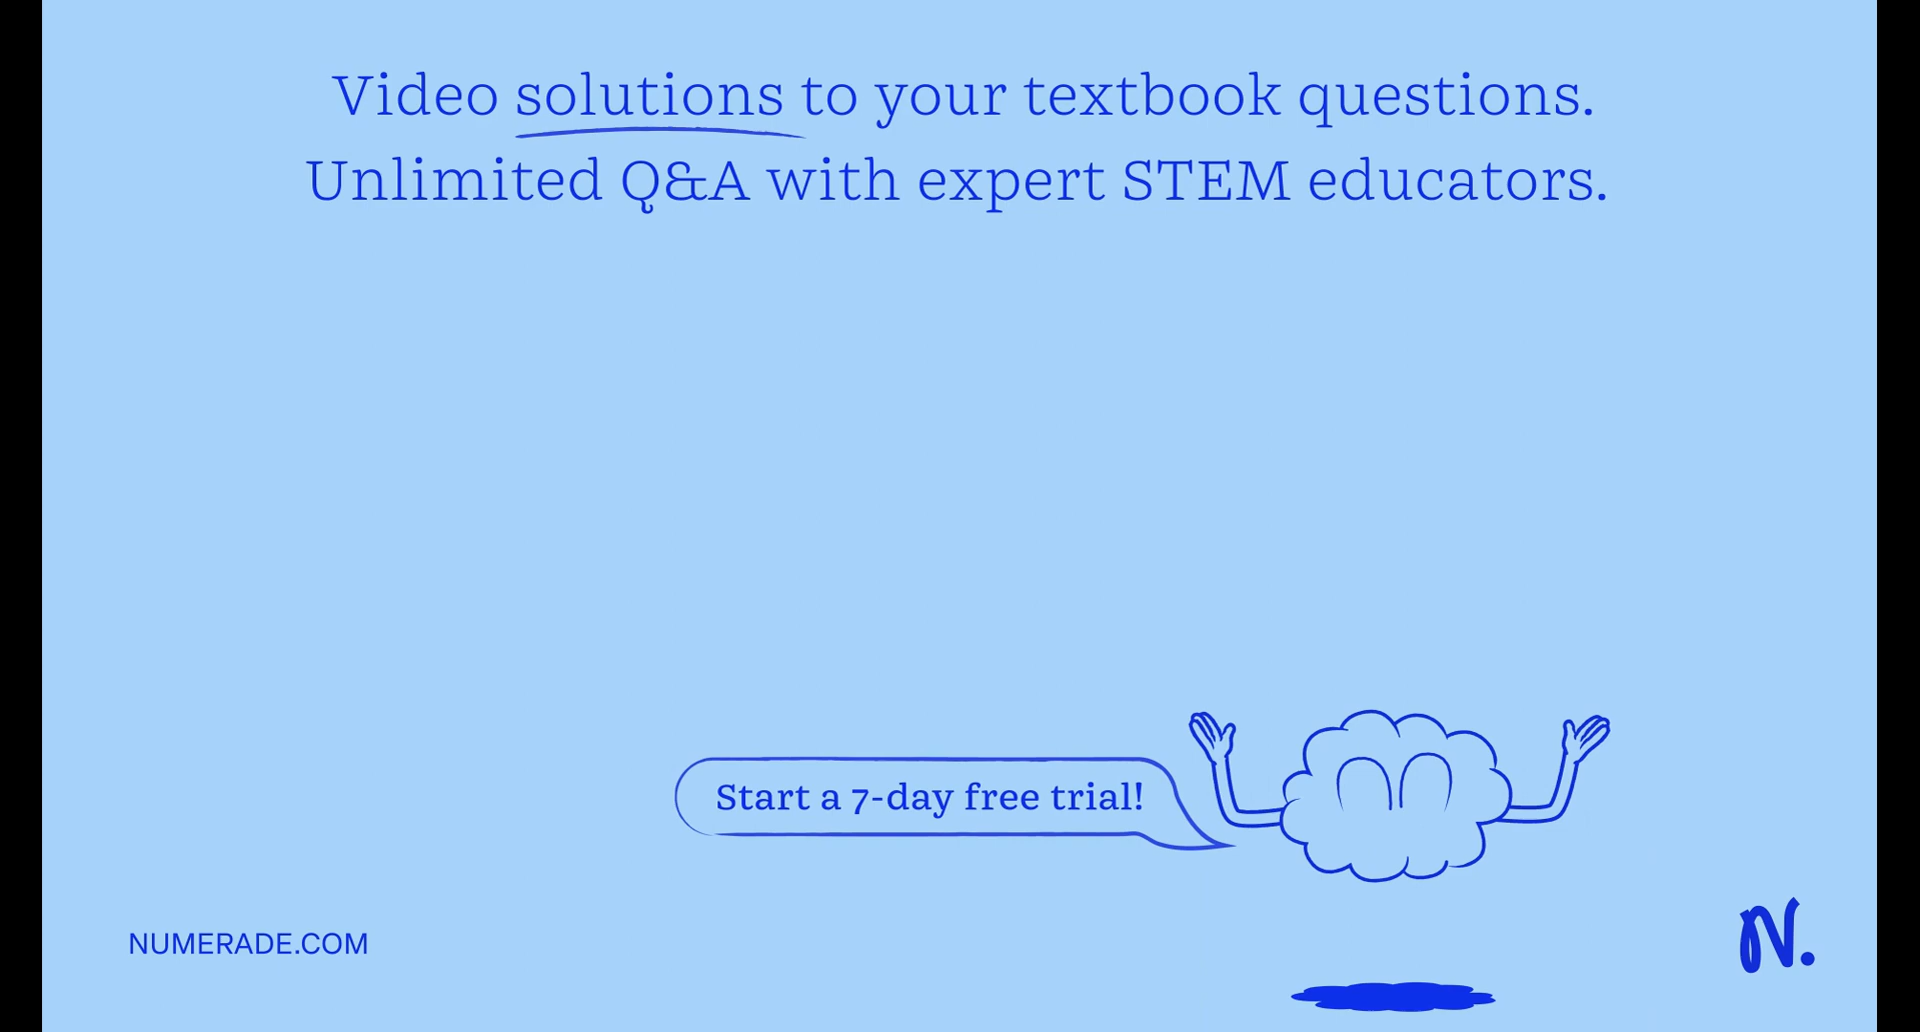 Video solutions to your textbook questions.
Unlimited Q&A with expert STEM educators.
Start a 7-day free trial!
NUMERADE.COM
N.